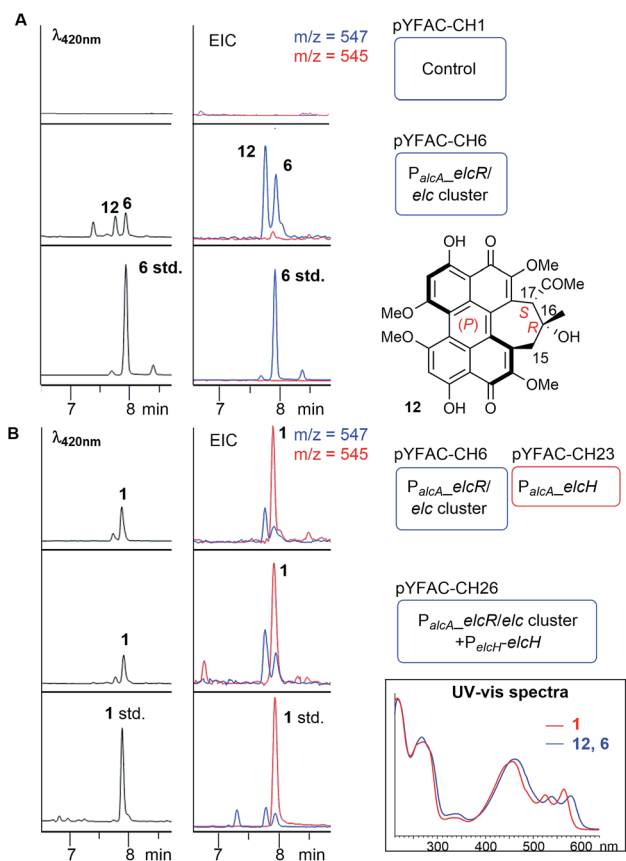 A
λ420nm
EIC
m/z = 547
m/z = 545
pYFAC-CH1
Control
12 6
12 6
pYFAC-CH6
PalcA_elcR/
elc cluster
6 std.
6 std.
7 8 min
7 8
OH O
OMe
17 COMe
MeO
(P)
S
16
R
OH
MeO
15
OMe
12
OH O
B
λ420nm
EIC
m/z = 547
m/z = 545
1
1
pYFAC-CH6
PalcA_elcR/
elc cluster
pYFAC-CH23
PalcA_elcH
1
1
pYFAC-CH26
PalcA_elcR/elc cluster
+PelcH-elcH
1 std.
1 std.
7 8 min
7 8 min
UV-vis spectra
1
12, 6
300 400 500 600 nm